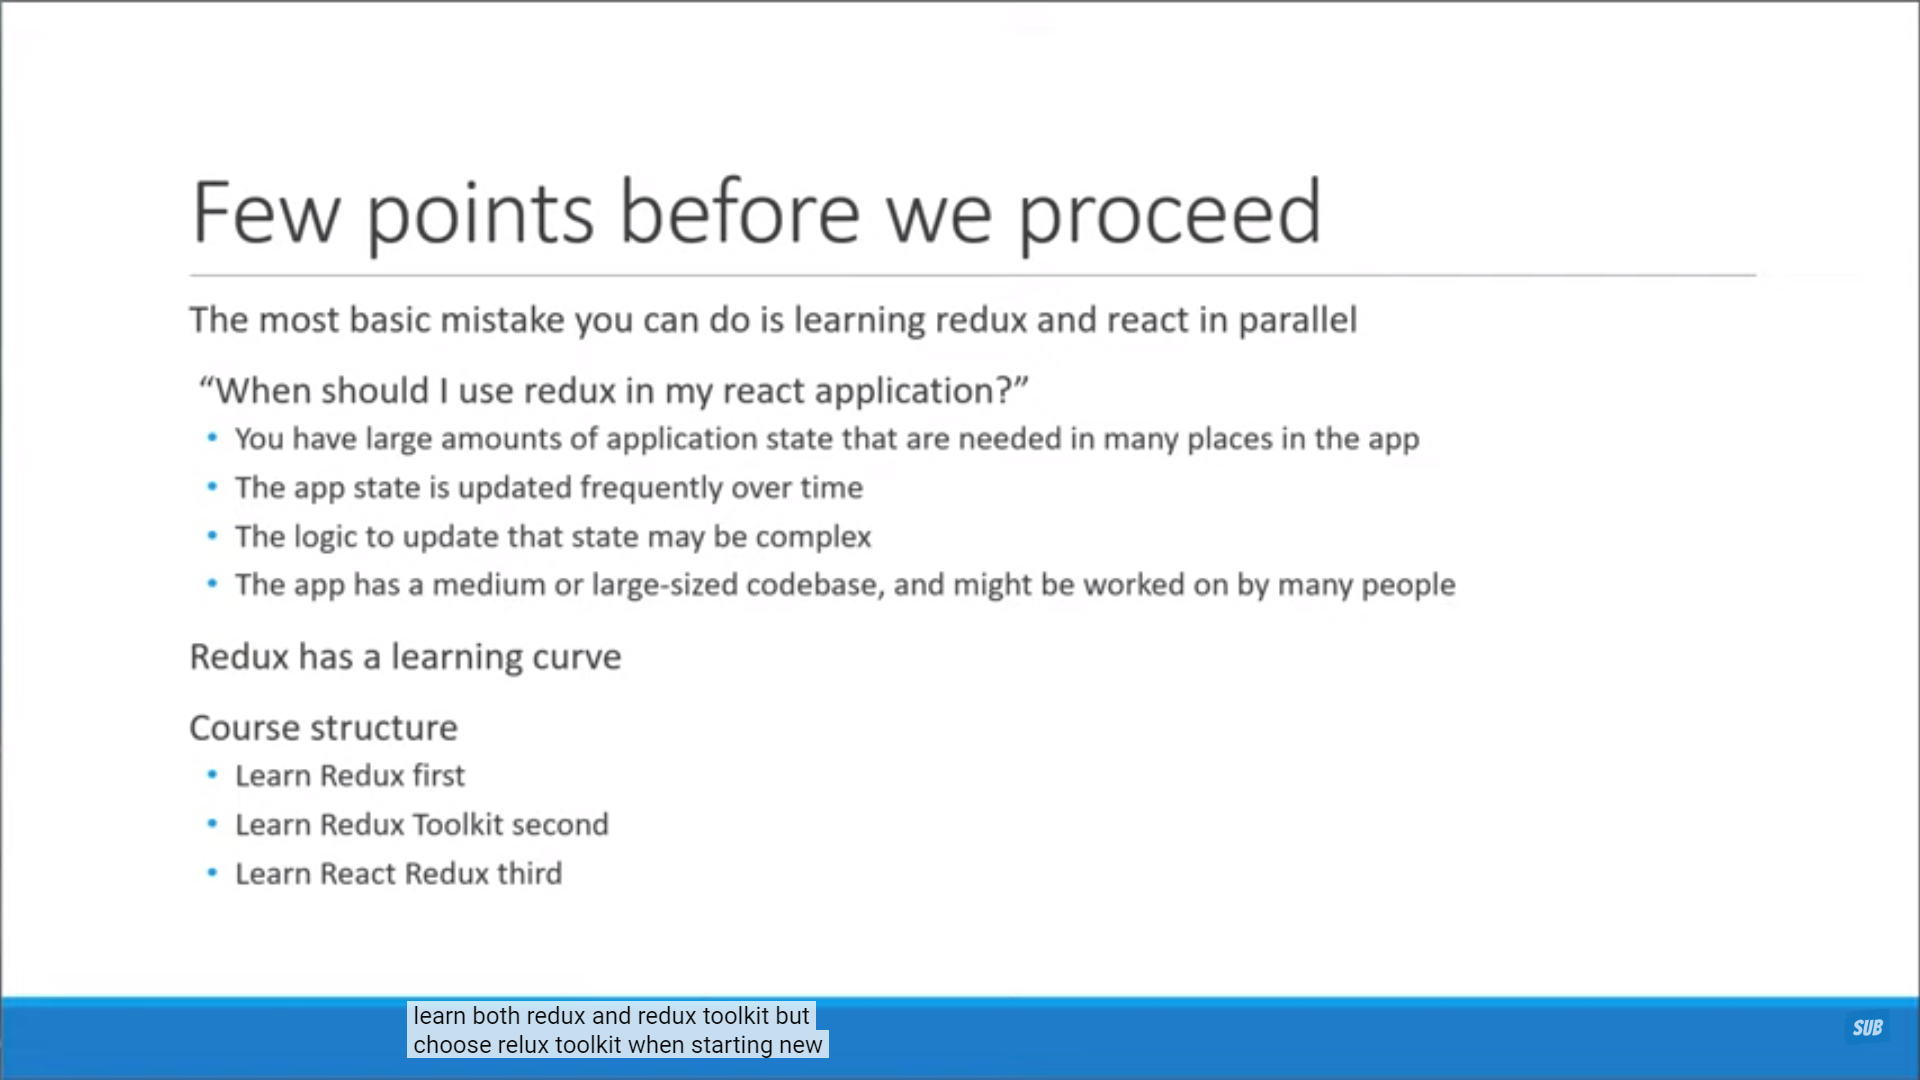 Few points before we proceed
The most basic mistake you can do is learning redux and react in parallel
“When should I use redux in my react application?”
• You have large amounts of application state that are needed in many places in the app
• The app state is updated frequently over time
• The logic to update that state may be complex
• The app has a medium or large-sized codebase, and might be worked on by many people
Redux has a learning curve
Course structure
• Learn Redux first
• Learn Redux Toolkit second
• Learn React Redux third
learn both redux and redux toolkit but
choose relux toolkit when starting new
SUB